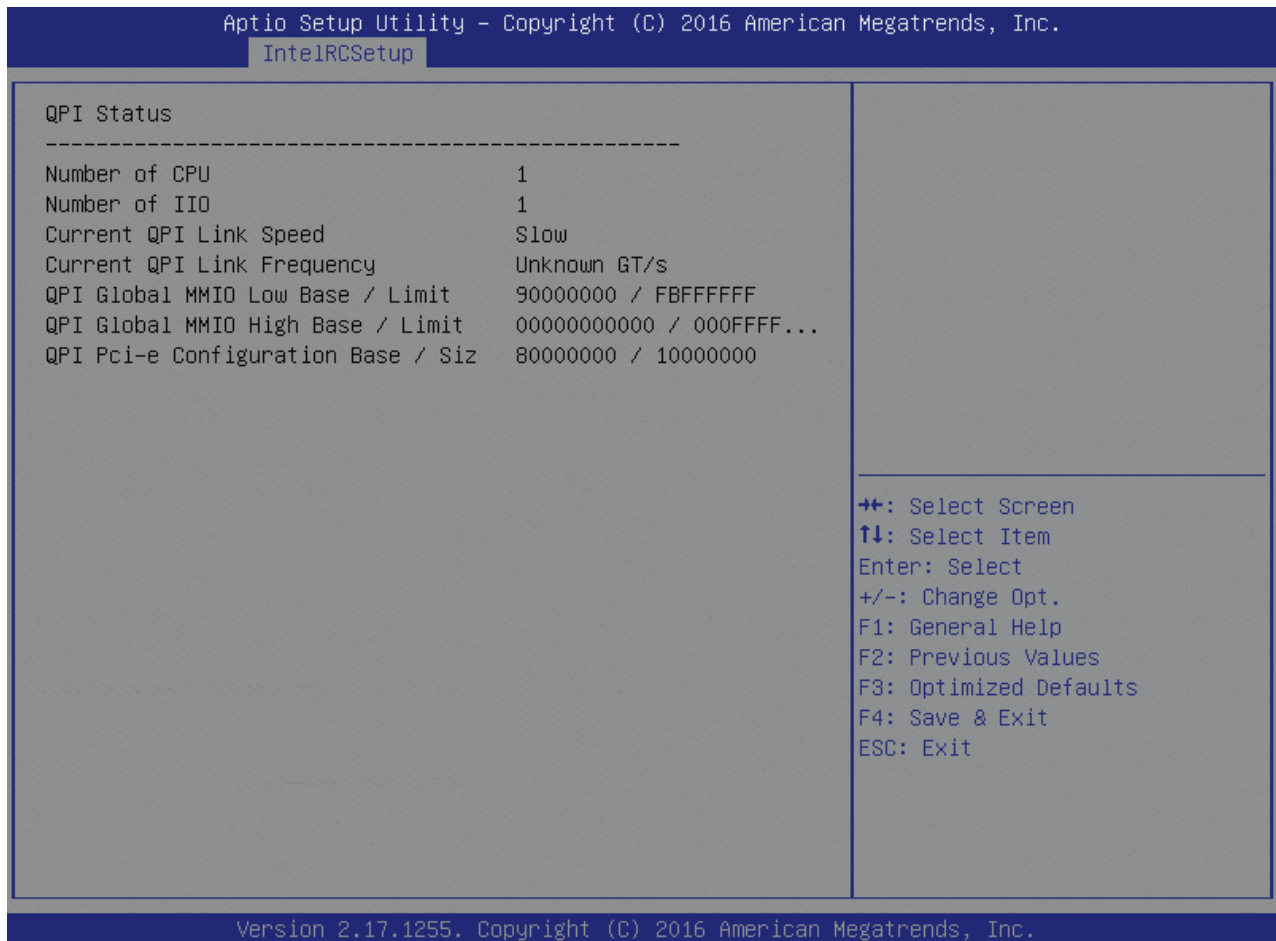 Aptio Setup Utility – Copyright (C) 2016 American Megatrends, Inc.
IntelRCSetup
QPI Status
--------------------------------------------------
Number of CPU 1
Number of IIO 1
Current QPI Link Speed Slow
Current QPI Link Frequency Unknown GT/s
QPI Global MMIO Low Base / Limit 90000000 / FBFFFFFF
QPI Global MMIO High Base / Limit 00000000000 / 000FFFF...
QPI Pci-e Configuration Base / Siz 80000000 / 10000000
→←: Select Screen
↑↓: Select Item
Enter: Select
+/-: Change Opt.
F1: General Help
F2: Previous Values
F3: Optimized Defaults
F4: Save & Exit
ESC: Exit
Version 2.17.1255. Copyright (C) 2016 American Megatrends, Inc.